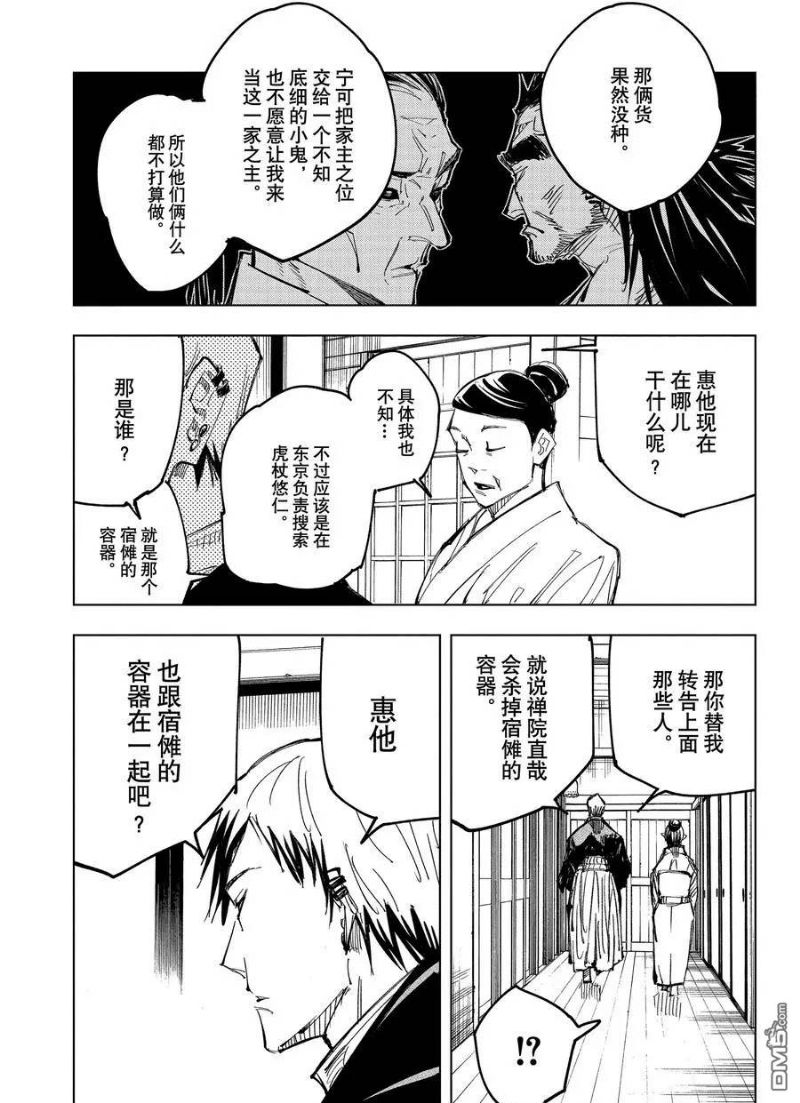 那俩货
果然没种。
宁可把家主之位
交给一个不知
底细的小鬼，
也不愿意让我来
当这一家之主。
所以他们俩什么
都不打算做。
惠他现在
在哪儿
干什么呢？
具体我也
不知…
不过应该是在
东京负责搜索
虎杖悠仁。
那是谁？
就是那个
宿傩的
容器。
那你替我
转告上面
那些人。
就说禅院直哉
会杀掉宿傩的
容器。
!?
惠他
也跟宿傩的
容器在一起吧？
DM5.com